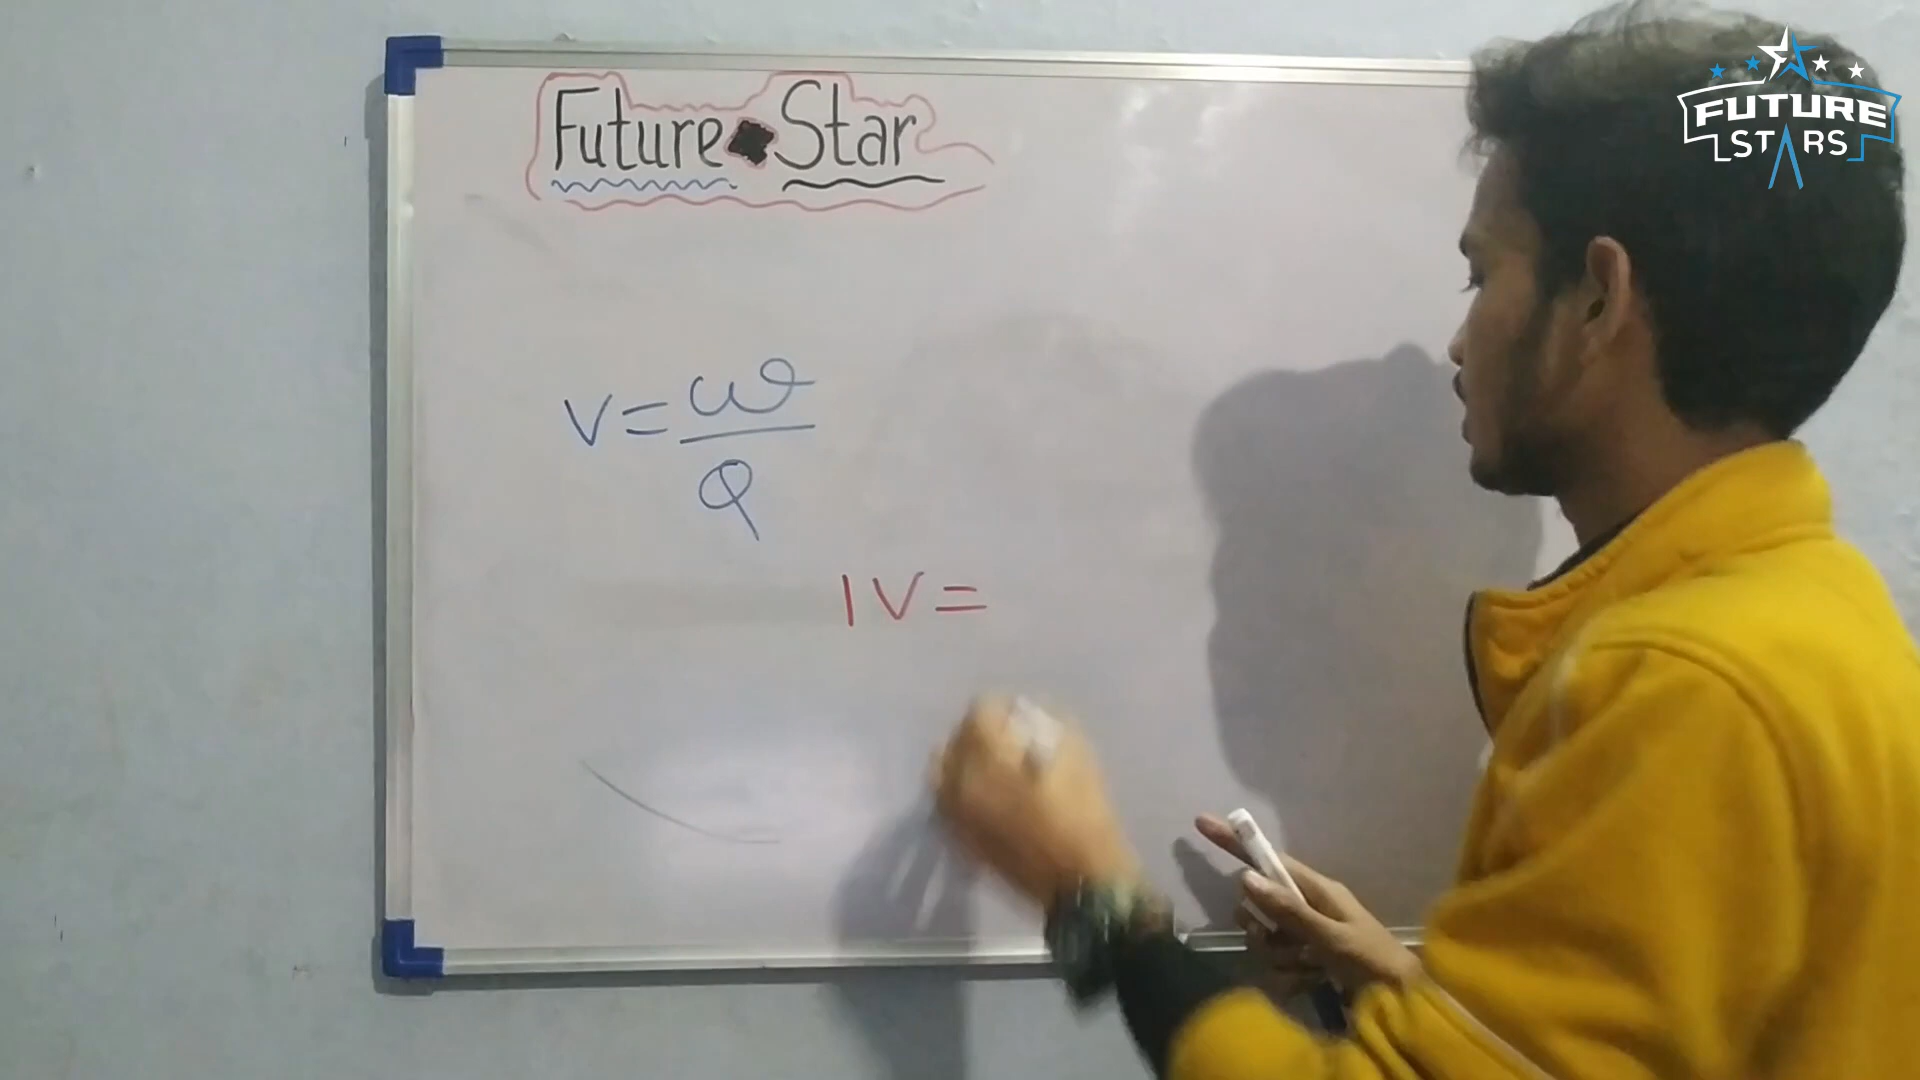 Future Star
V = ω
Q
1V =
FUTURE
STARS